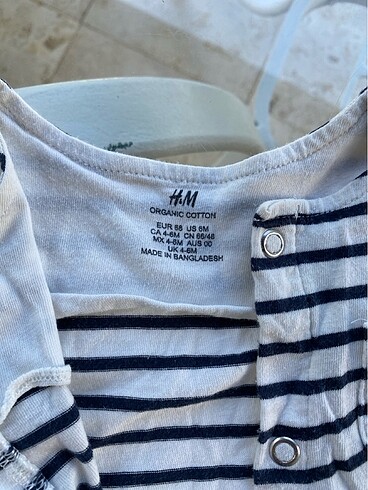 H&M
ORGANIC COTTON
EUR 68 US 6M
CA 4-6M CN 66/48
MX 4-6M AUS 00
UK 4-6M
MADE IN BANGLADESH